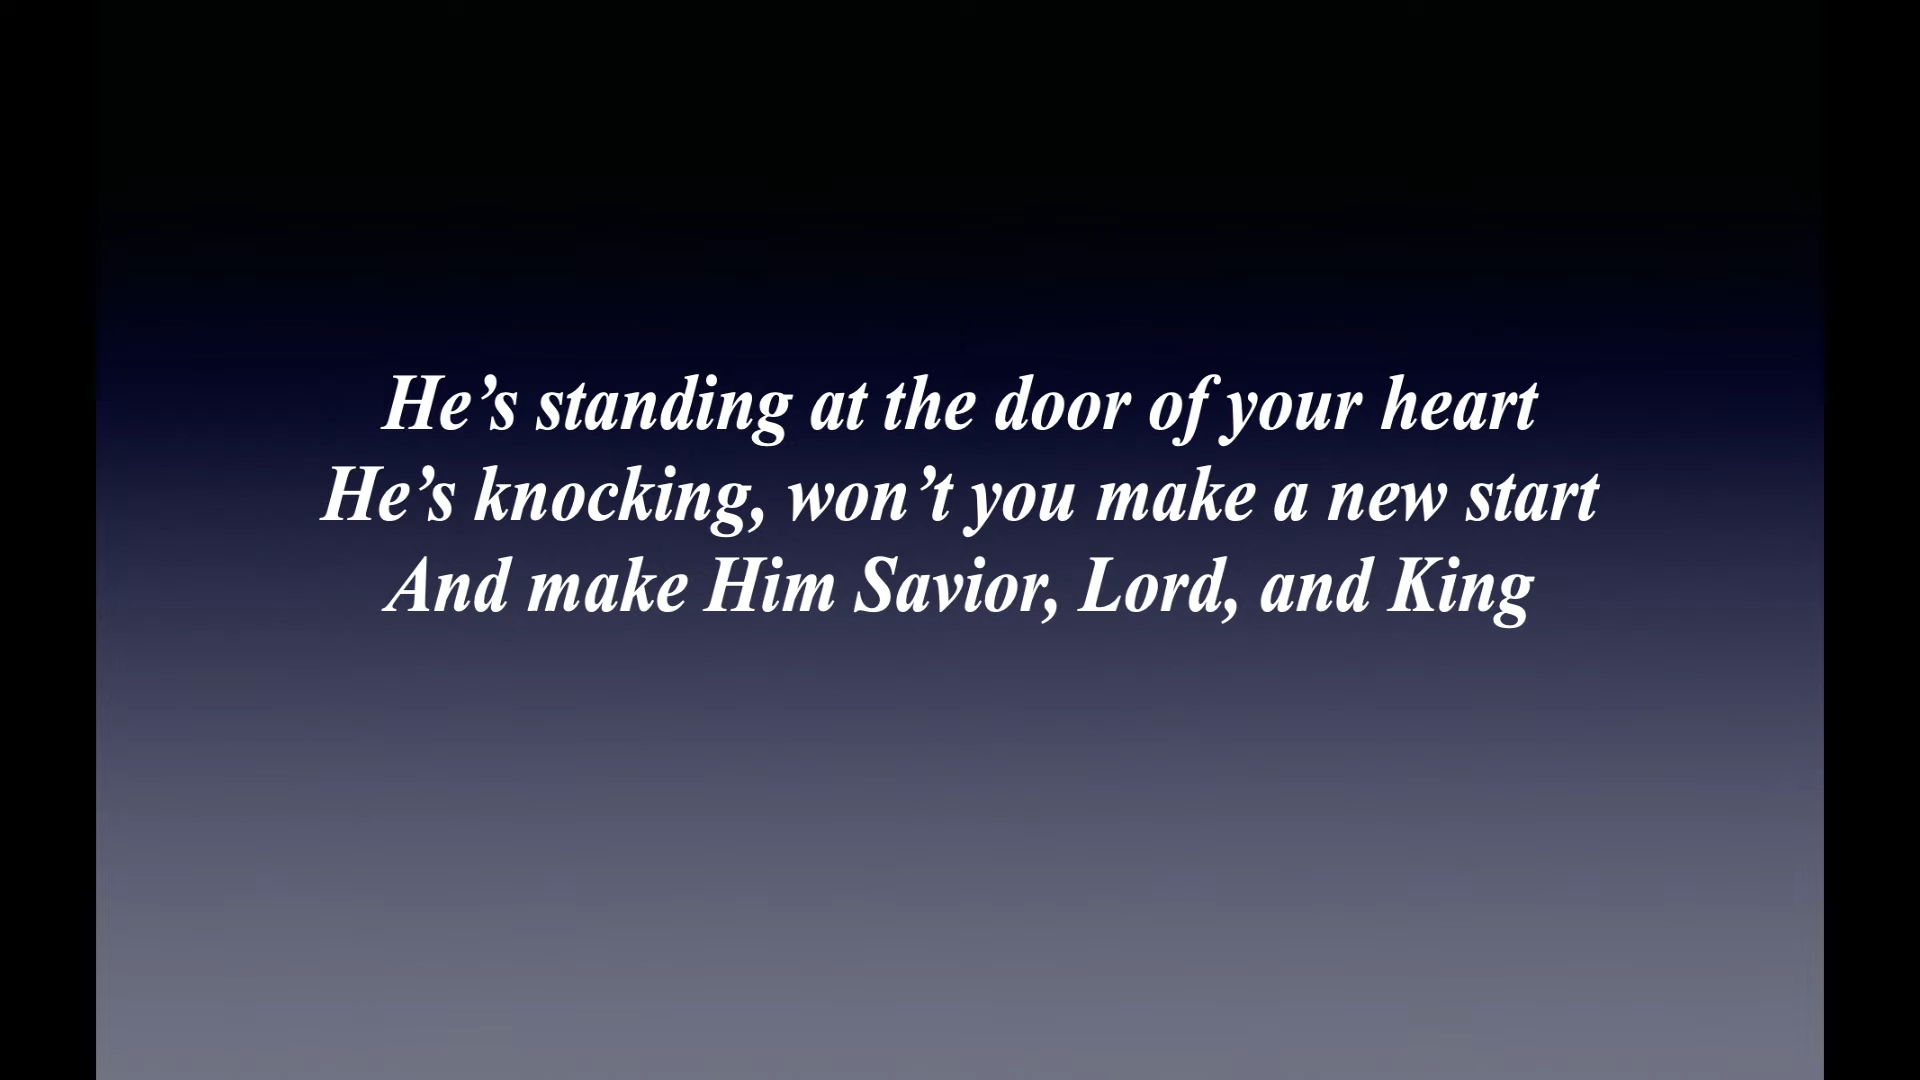 He’s standing at the door of your heart
He’s knocking, won’t you make a new start
And make Him Savior, Lord, and King